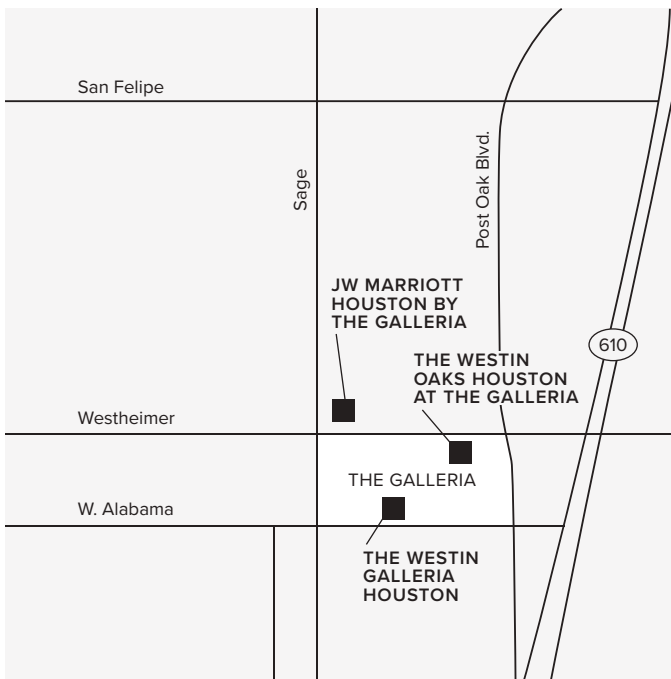 San Felipe
Sage
Post Oak Blvd.
JW MARRIOTT
HOUSTON BY
THE GALLERIA
610
THE WESTIN
OAKS HOUSTON
AT THE GALLERIA
Westheimer
THE GALLERIA
W. Alabama
THE WESTIN
GALLERIA
HOUSTON